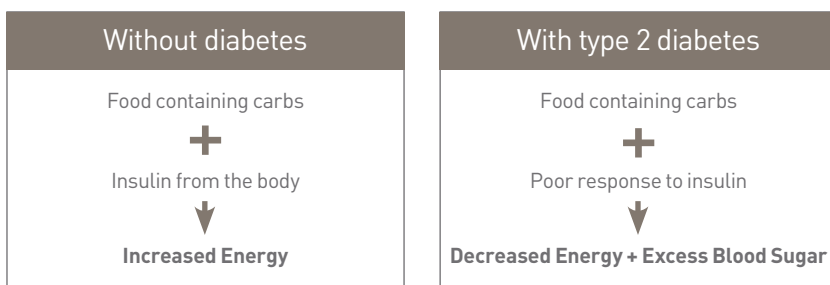 Without diabetes
Food containing carbs
+
Insulin from the body
Increased Energy
With type 2 diabetes
Food containing carbs
+
Poor response to insulin
Decreased Energy + Excess Blood Sugar